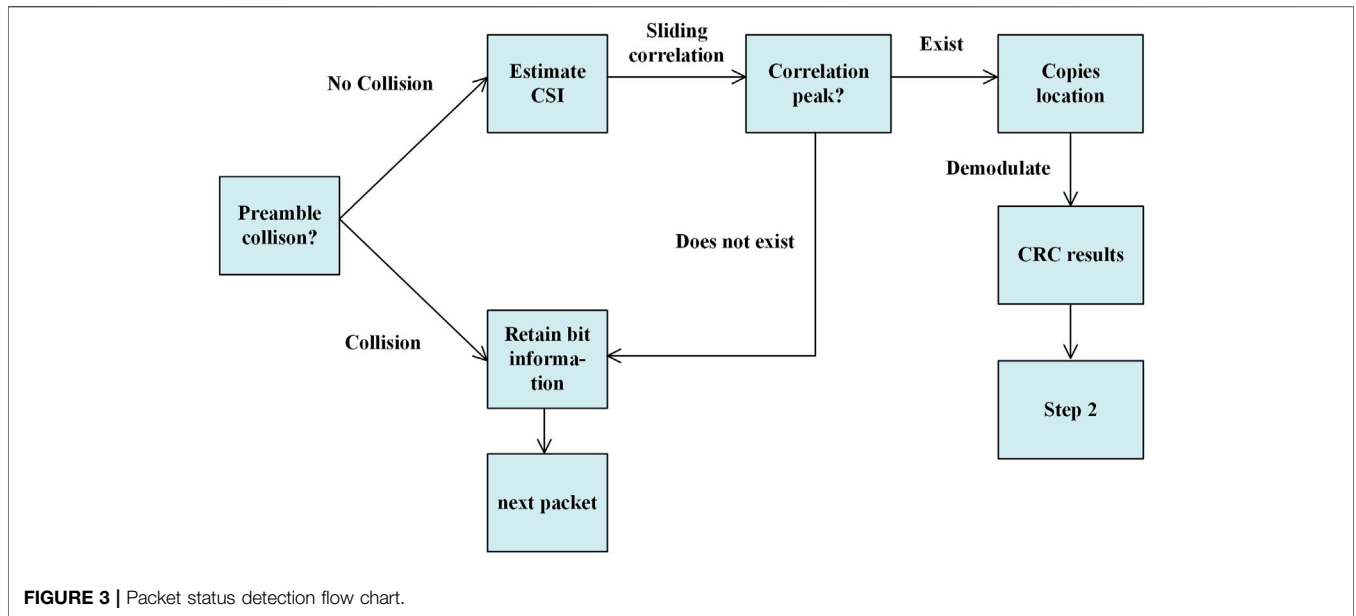 Sliding
correlation
Exist
No Collision
Estimate
CSI
Correlation
peak?
Copies
location
Demodulate
Preamble
collison?
Does not exist
CRC results
Collision
Retain bit
informa-
tion
Step 2
next packet
FIGURE 3 | Packet status detection flow chart.